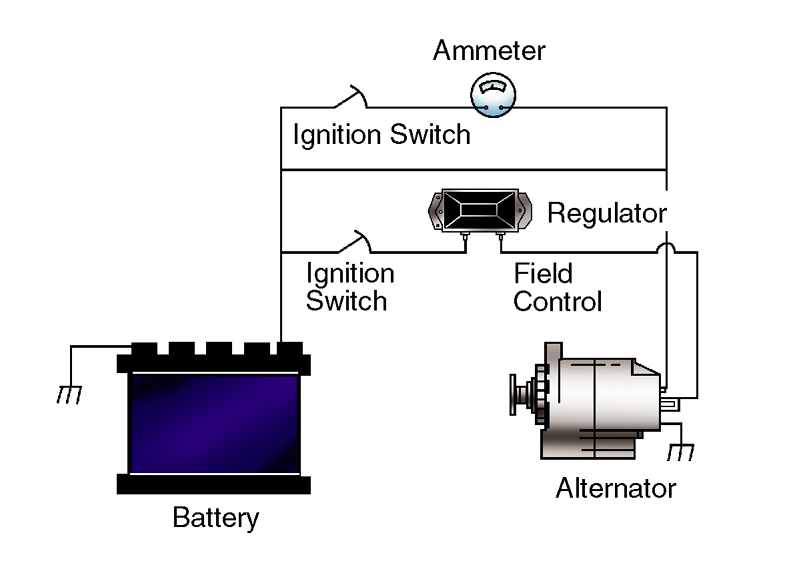 Ammeter
Ignition Switch
Regulator
Ignition
Switch
Field
Control
Alternator
Battery